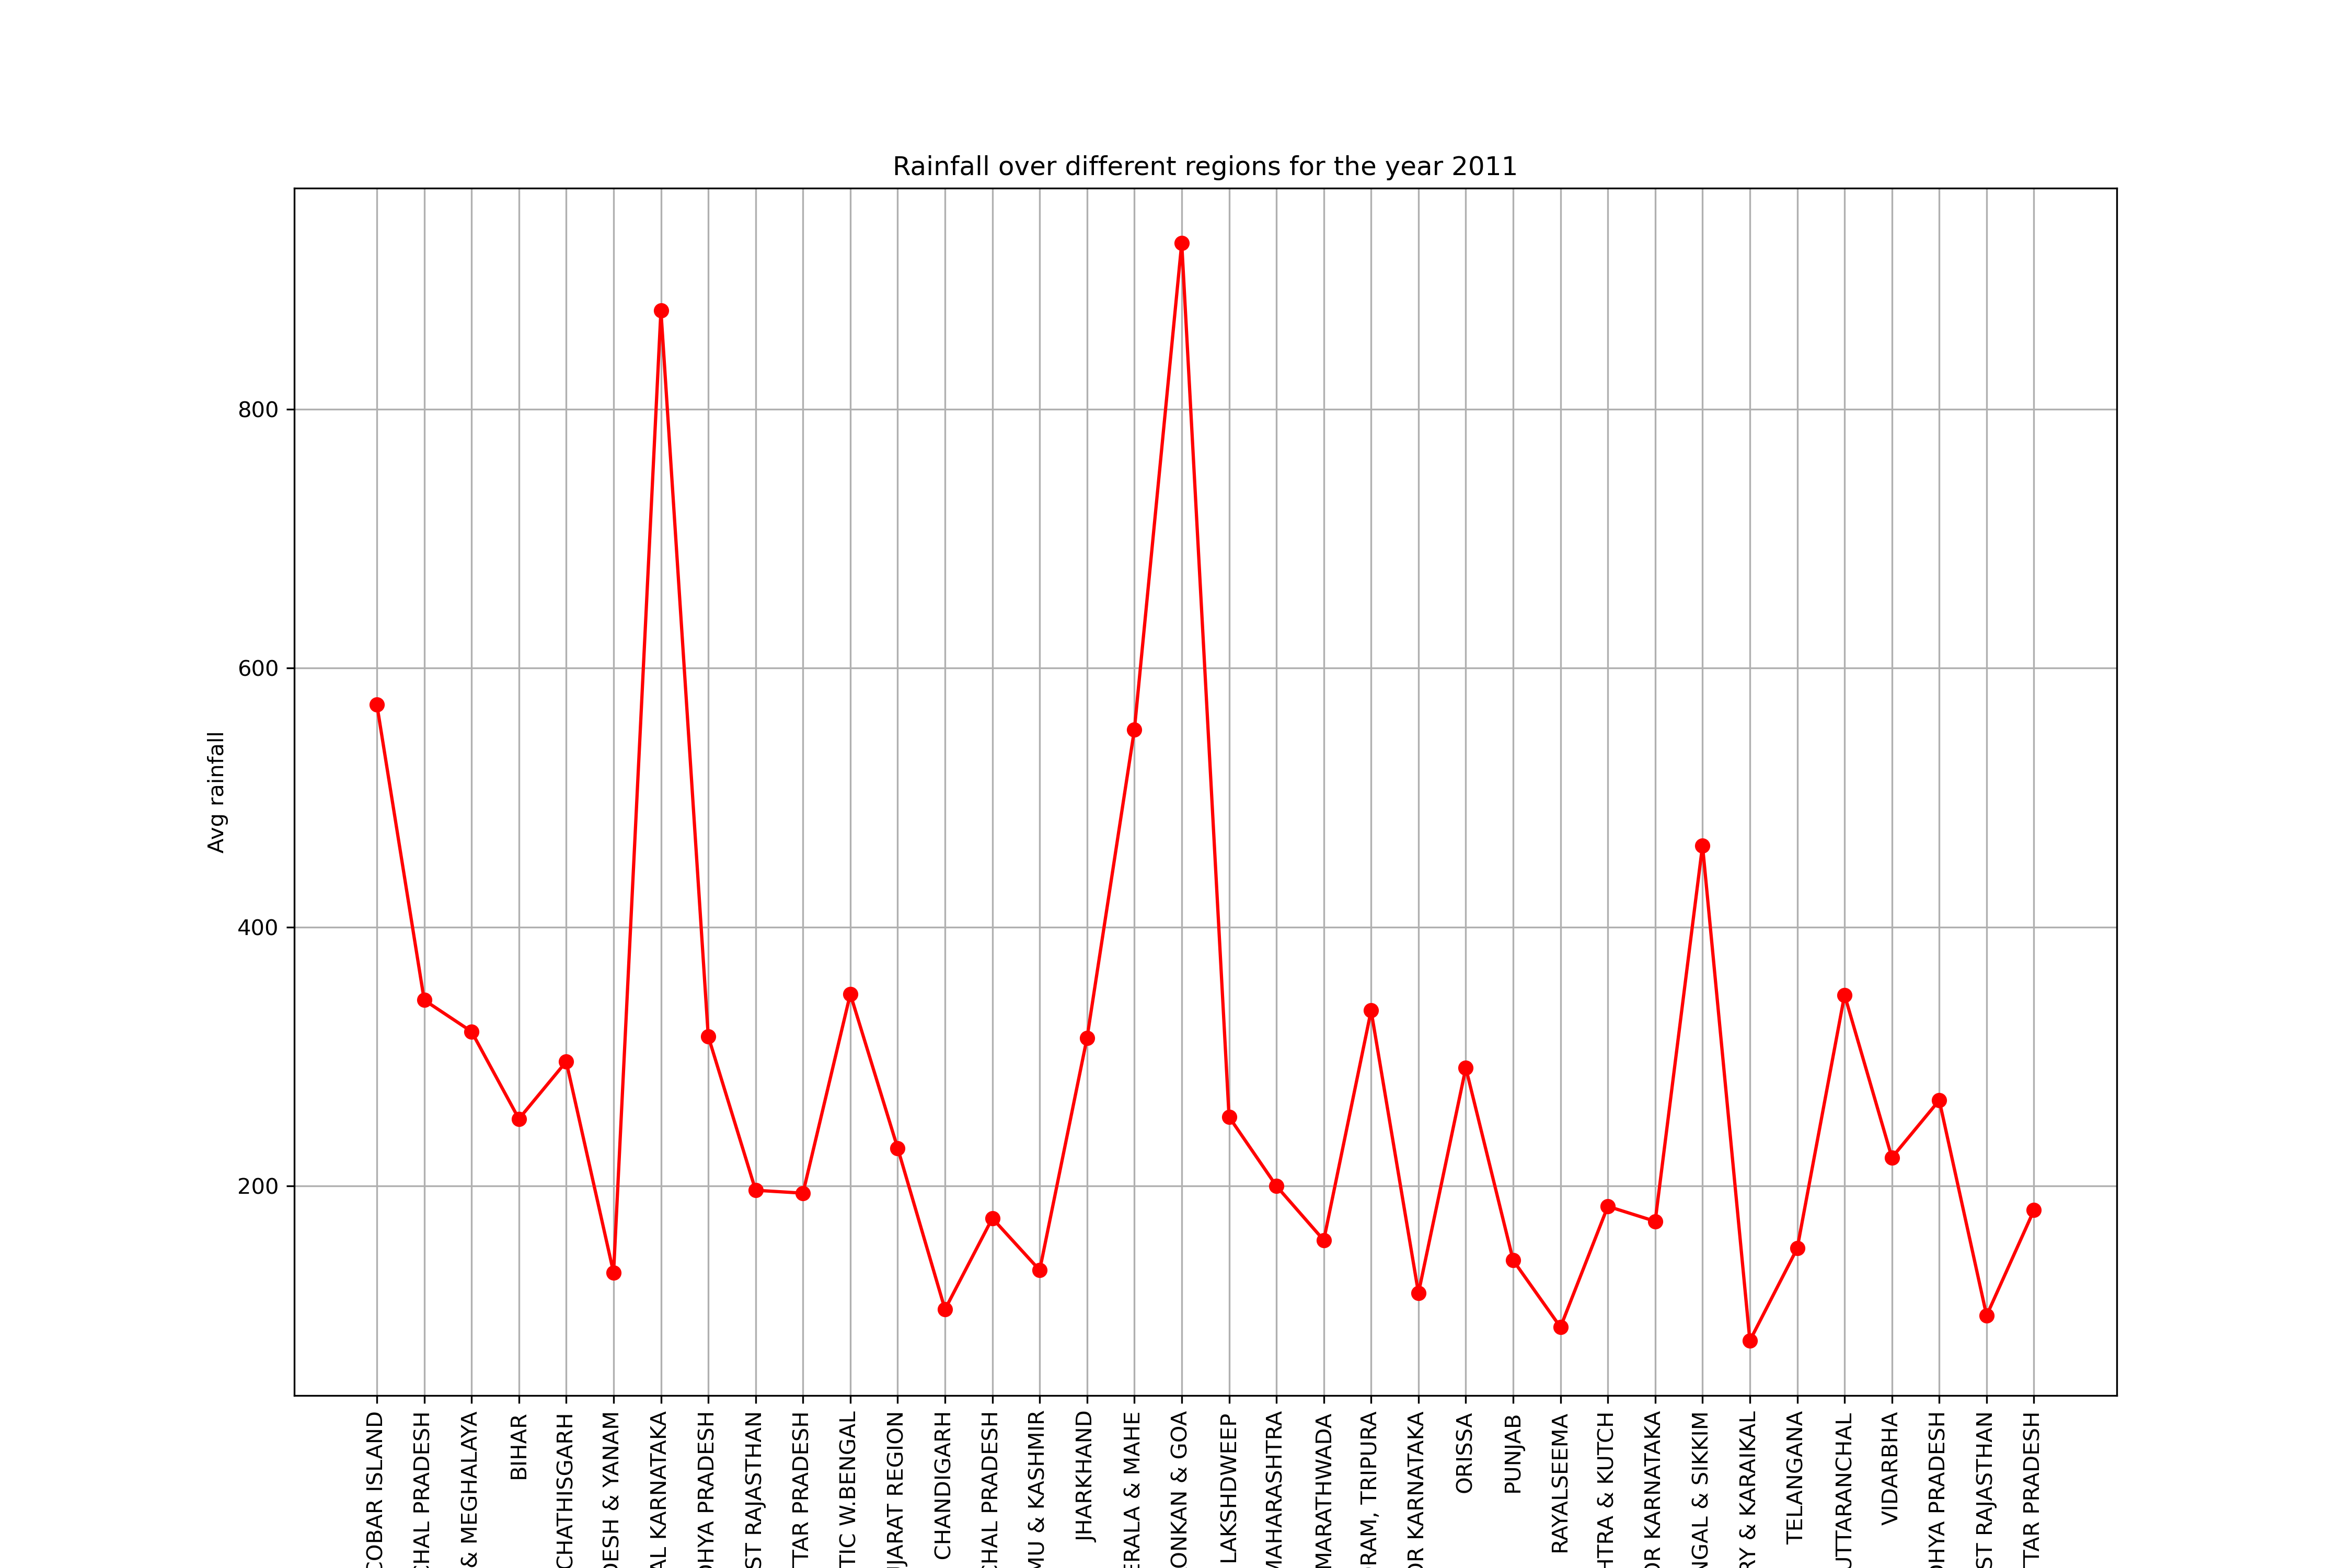 Rainfall over different regions for the year 2011
Avg rainfall
800
600
400
200
COBAR ISLAND
CHAL PRADESH
& MEGHALAYA
BIHAR
CHATHISGARH
DESH & YANAM
AL KARNATAKA
DHYA PRADESH
ST RAJASTHAN
TTAR PRADESH
TIC W.BENGAL
JARAT REGION
CHANDIGARH
CHAL PRADESH
MU & KASHMIR
JHARKHAND
ERALA & MAHE
ONKAN & GOA
LAKSHDWEEP
MAHARASHTRA
MARATHWADA
RAM, TRIPURA
OR KARNATAKA
ORISSA
PUNJAB
RAYALSEEMA
HTRA & KUTCH
OR KARNATAKA
NGAL & SIKKIM
RY & KARAIKAL
TELANGANA
UTTARANCHAL
VIDARBHA
DHYA PRADESH
ST RAJASTHAN
TTAR PRADESH